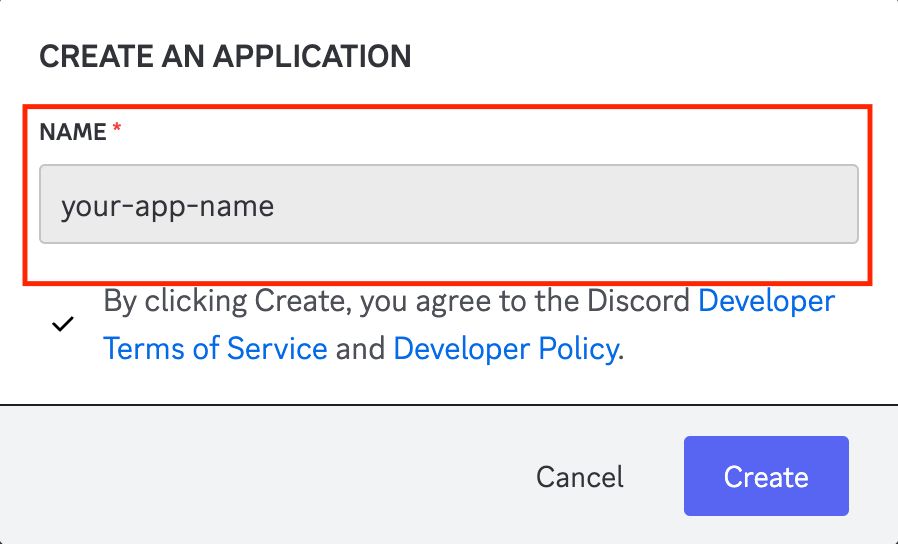 CREATE AN APPLICATION
NAME *
your-app-name
By clicking Create, you agree to the Discord Developer
Terms of Service and Developer Policy.
Cancel
Create